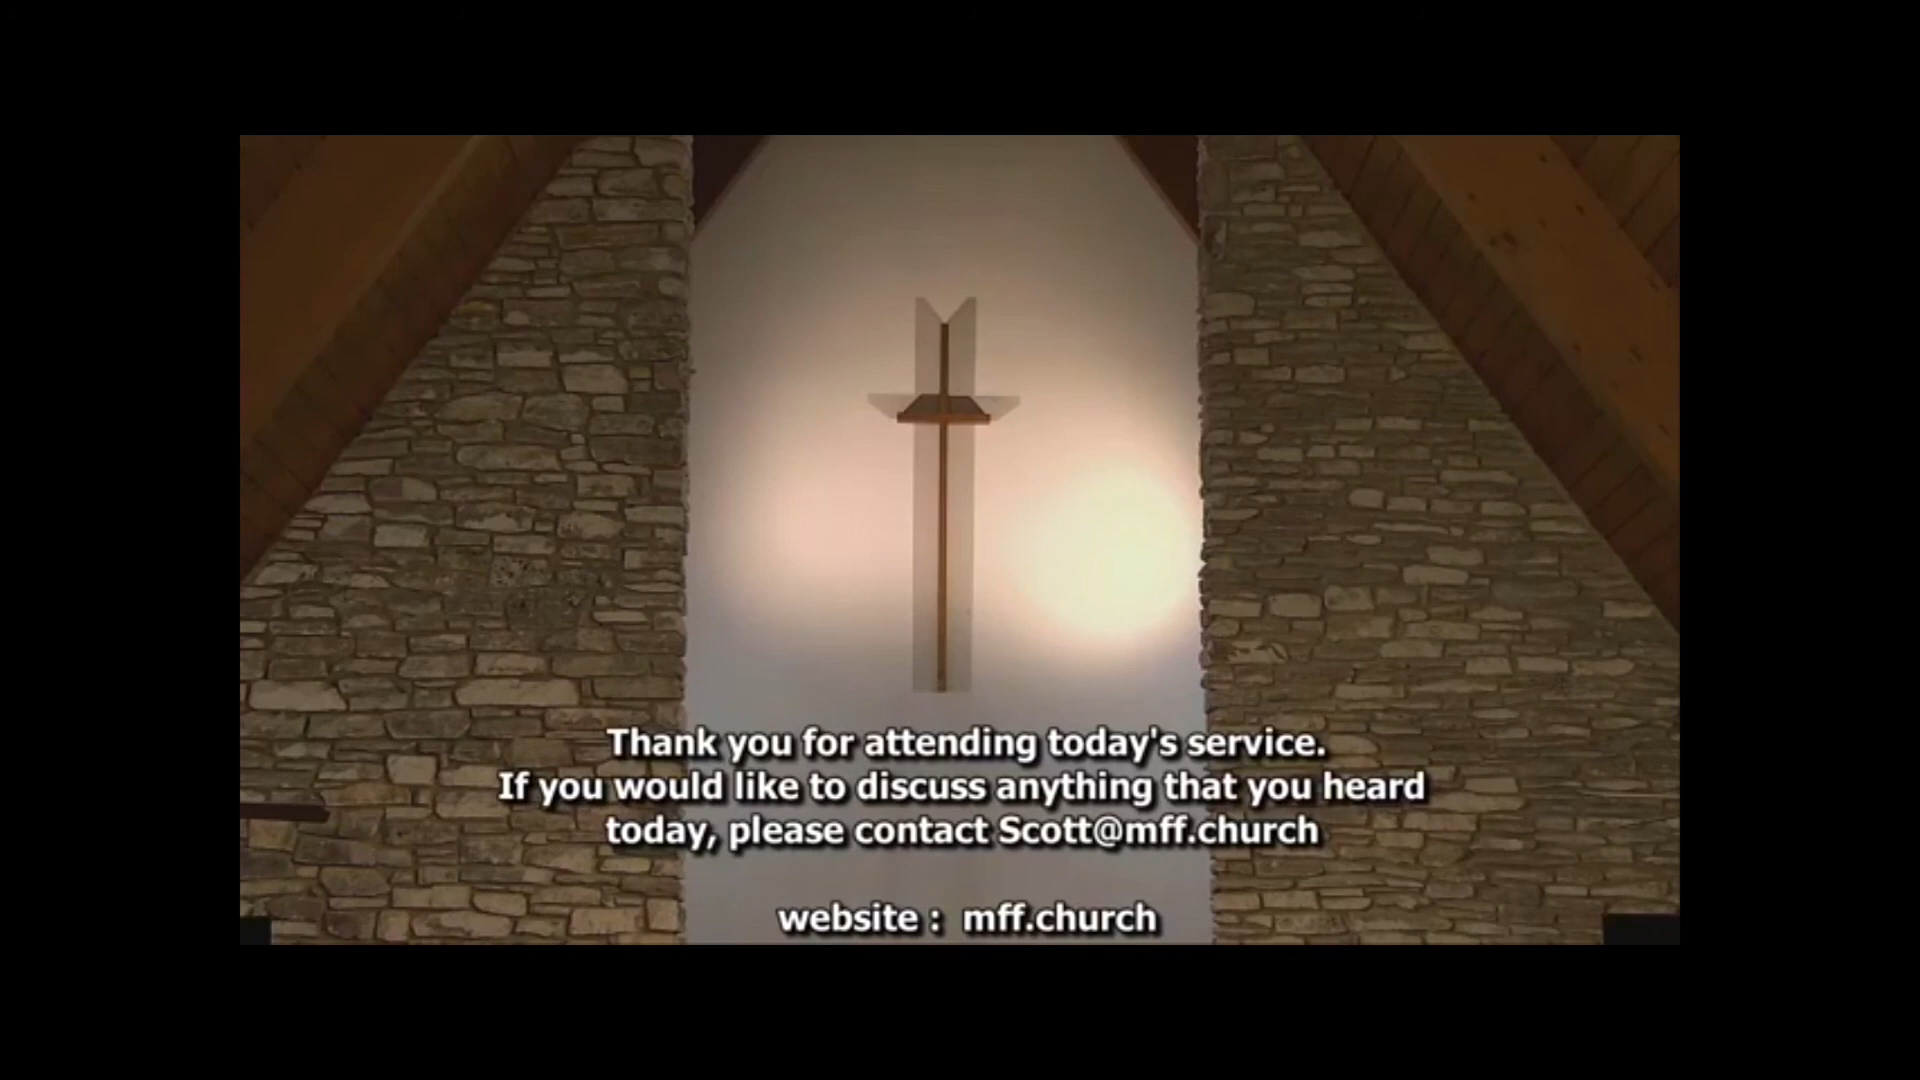 Thank you for attending today's service.
If you would like to discuss anything that you heard
today, please contact Scott@mff.church
website :  mff.church